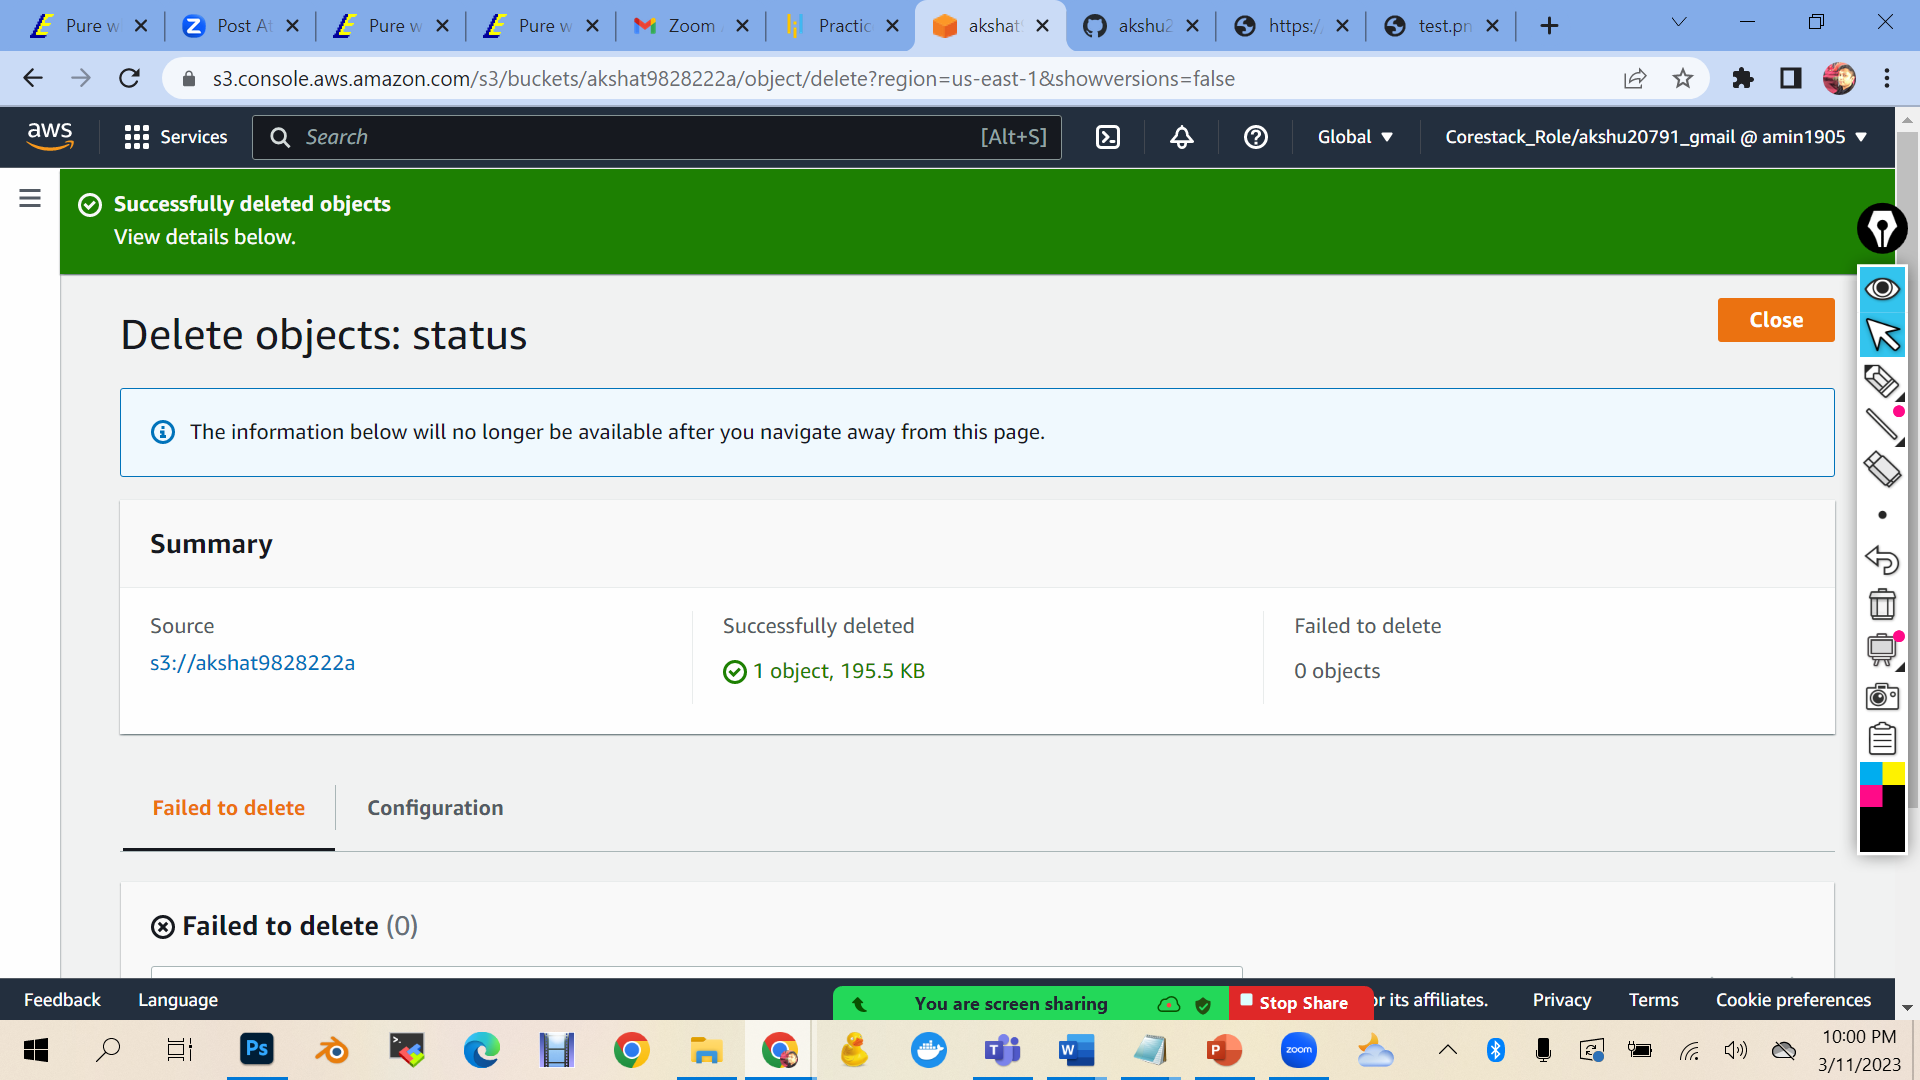 Pure w
Post At
Pure w
Pure w
Zoom
Practic
akshat
akshu2
https:/
test.pn
s3.console.aws.amazon.com/s3/buckets/akshat9828222a/object/delete?region=us-east-1&showversions=false
aws
Services
Search
[Alt+S]
Global
Corestack_Role/akshu20791_gmail @ amin1905
Successfully deleted objects
View details below.
Delete objects: status
Close
The information below will no longer be available after you navigate away from this page.
Summary
Source
s3://akshat9828222a
Successfully deleted
1 object, 195.5 KB
Failed to delete
0 objects
Failed to delete
Configuration
Failed to delete (0)
Feedback
Language
You are screen sharing
Stop Share
or its affiliates.
Privacy
Terms
Cookie preferences
Ps
zoom
10:00 PM
3/11/2023